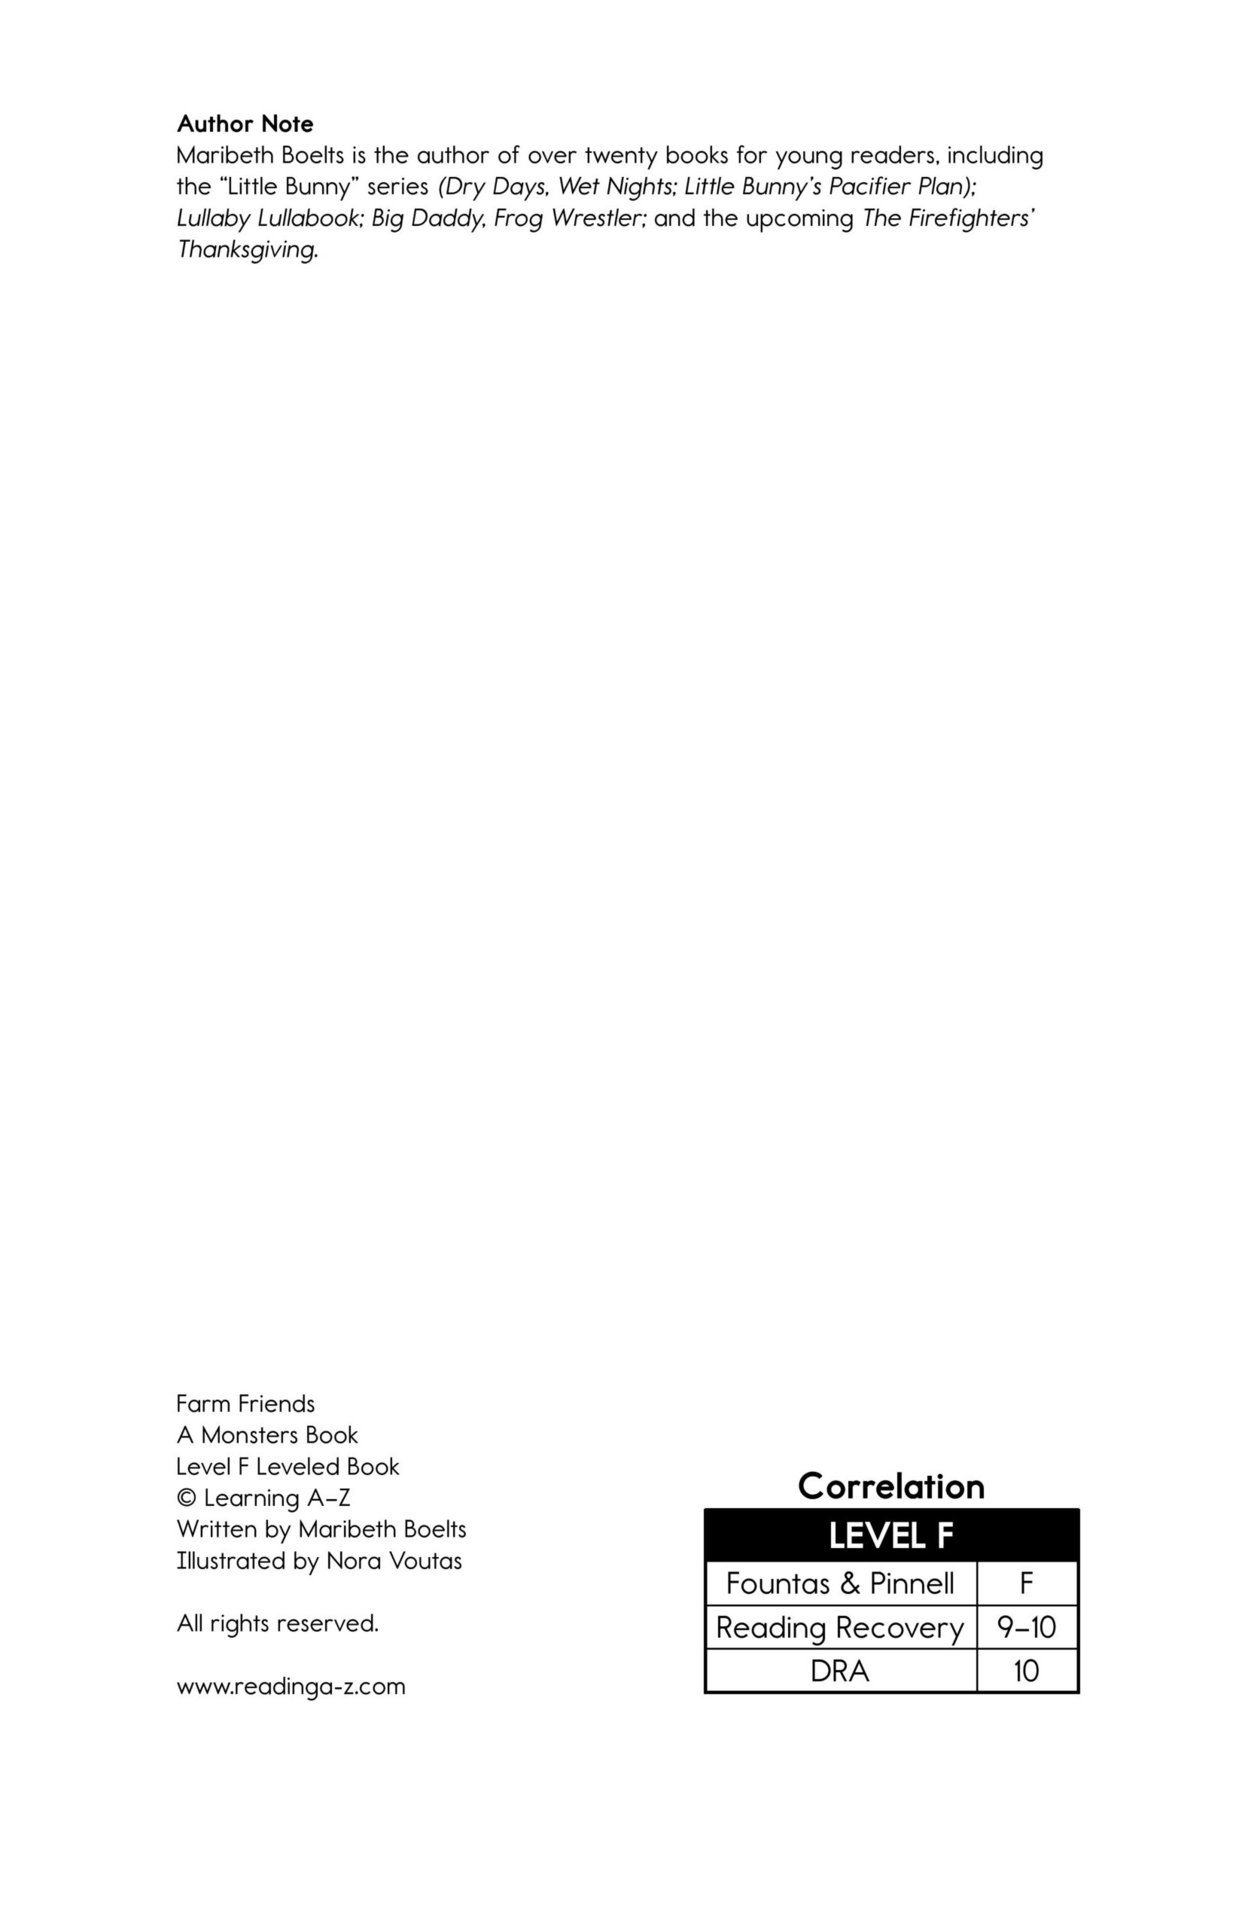 Author Note
Maribeth Boelts is the author of over twenty books for young readers, including
the “Little Bunny” series (Dry Days, Wet Nights; Little Bunny’s Pacifier Plan);
Lullaby Lullabook; Big Daddy, Frog Wrestler; and the upcoming The Firefighters’
Thanksgiving.
Farm Friends
A Monsters Book
Level F Leveled Book
© Learning A–Z
Written by Maribeth Boelts
Illustrated by Nora Voutas
All rights reserved.
www.readinga-z.com
Correlation
LEVEL F
Fountas & Pinnell F
Reading Recovery 9–10
DRA 10